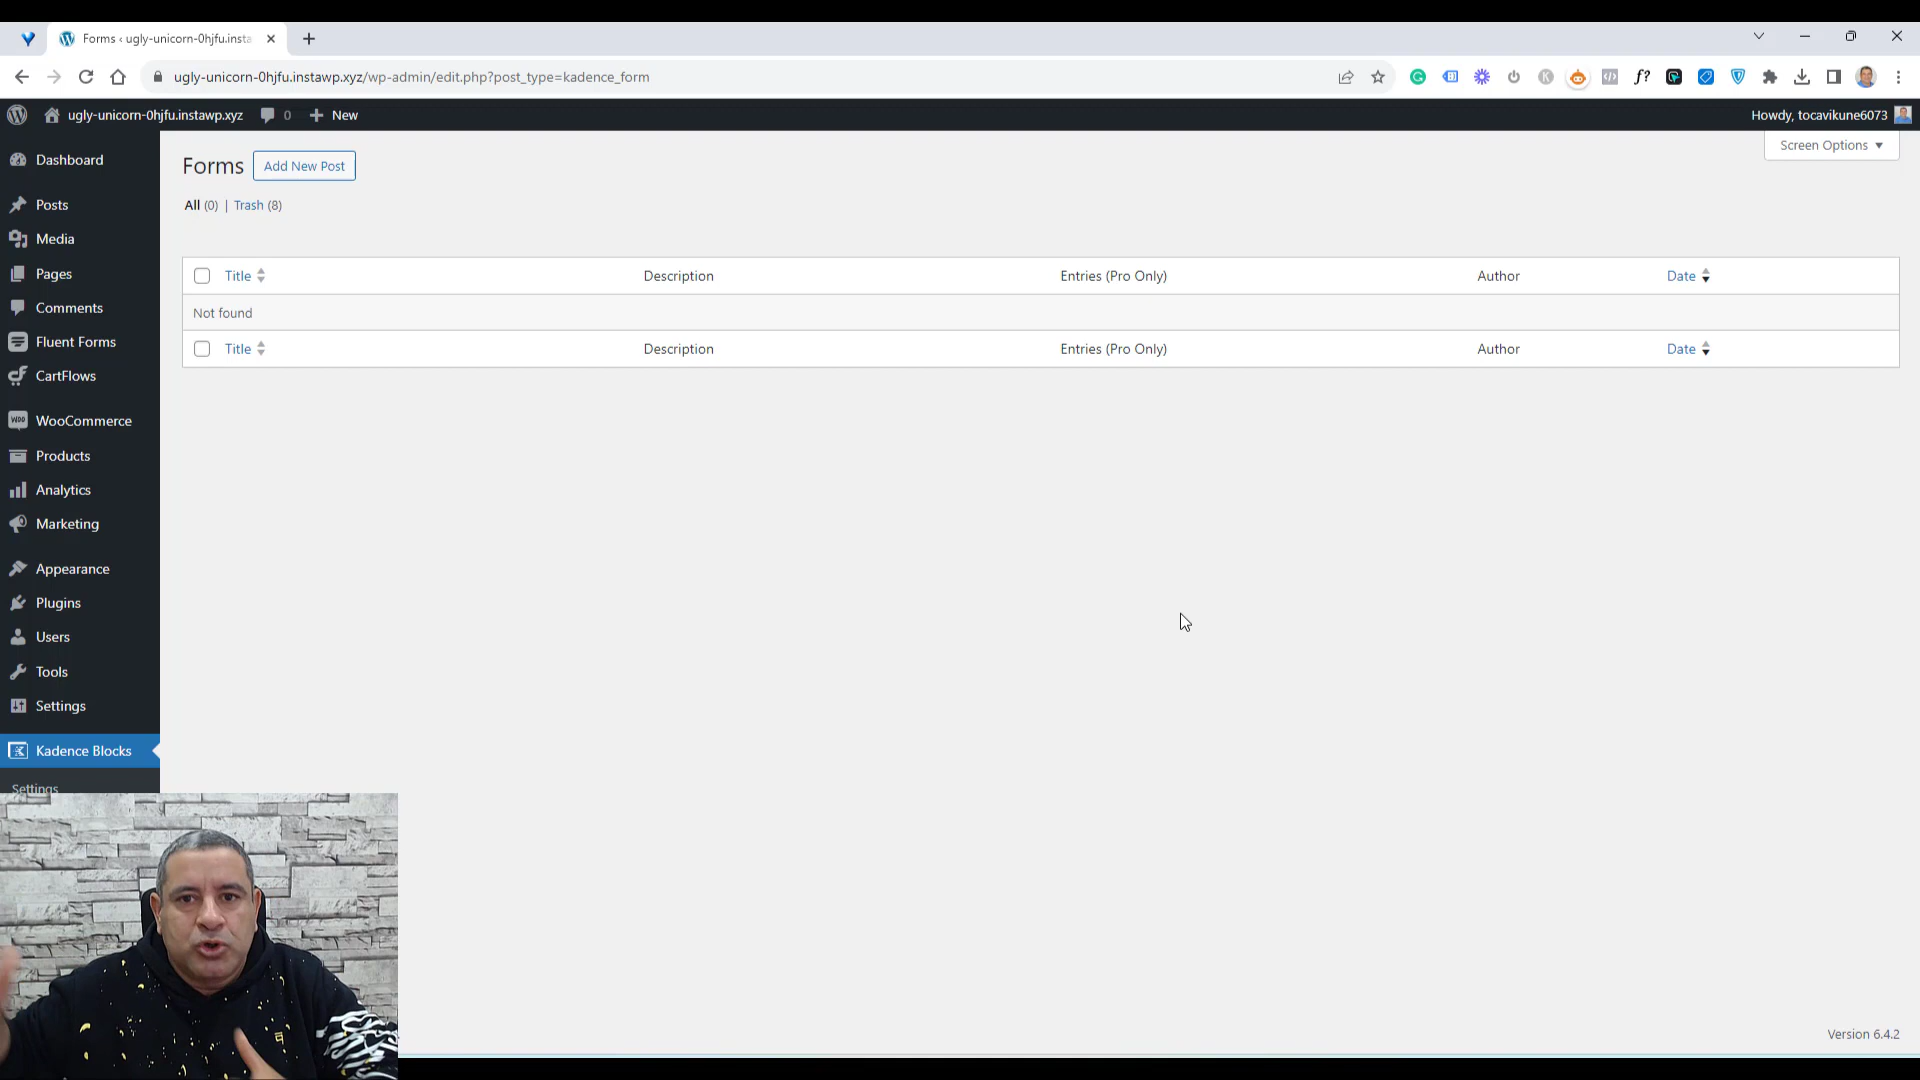 Forms ‹ ugly-unicorn-0hjfu.insta
ugly-unicorn-0hjfu.instawp.xyz/wp-admin/edit.php?post_type=kadence_form
ugly-unicorn-0hjfu.instawp.xyz
0
New
Howdy, tocavikune6073
Dashboard
Posts
Media
Pages
Comments
Fluent Forms
CartFlows
WooCommerce
Products
Analytics
Marketing
Appearance
Plugins
Users
Tools
Settings
Kadence Blocks
Settings
Screen Options
Forms
Add New Post
All (0) | Trash (8)
Title Description Entries (Pro Only) Author Date
Not found
Title Description Entries (Pro Only) Author Date
Version 6.4.2